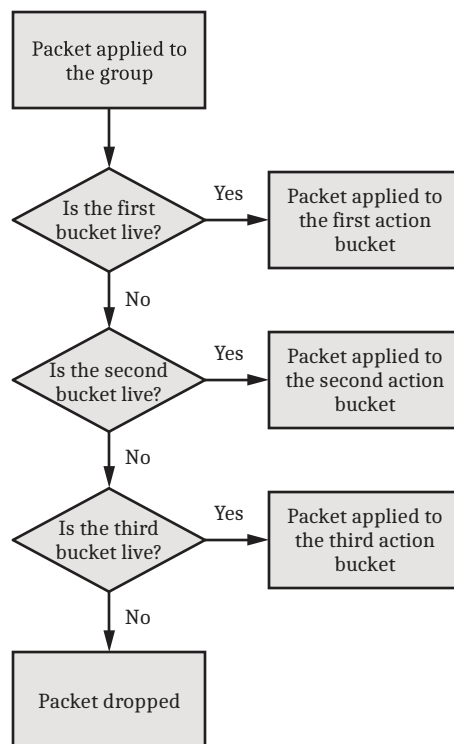 Packet applied to
the group
Is the first
bucket live?
Yes
Packet applied to
the first action
bucket
No
Is the second
bucket live?
Yes
Packet applied to
the second action
bucket
No
Is the third
bucket live?
Yes
Packet applied to
the third action
bucket
No
Packet dropped